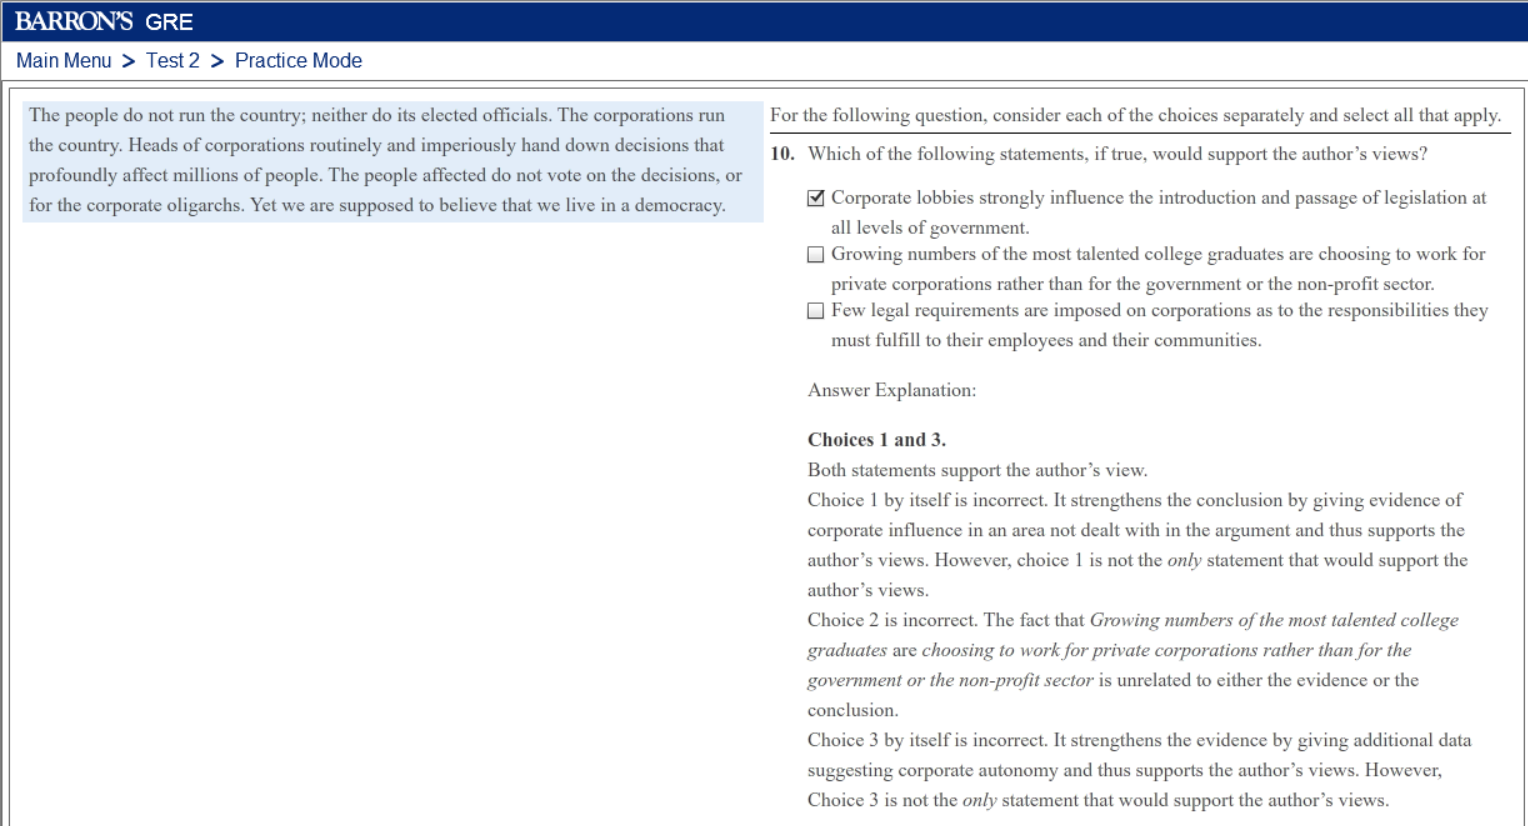 BARRON'S GRE
Main Menu > Test 2 > Practice Mode
The people do not run the country; neither do its elected officials. The corporations run
the country. Heads of corporations routinely and imperiously hand down decisions that
profoundly affect millions of people. The people affected do not vote on the decisions, or
for the corporate oligarchs. Yet we are supposed to believe that we live in a democracy.
For the following question, consider each of the choices separately and select all that apply.
10. Which of the following statements, if true, would support the author's views?
Corporate lobbies strongly influence the introduction and passage of legislation at
all levels of government.
Growing numbers of the most talented college graduates are choosing to work for
private corporations rather than for the government or the non-profit sector.
Few legal requirements are imposed on corporations as to the responsibilities they
must fulfill to their employees and their communities.
Answer Explanation:
Choices 1 and 3.
Both statements support the author's view.
Choice 1 by itself is incorrect. It strengthens the conclusion by giving evidence of
corporate influence in an area not dealt with in the argument and thus supports the
author's views. However, choice 1 is not the only statement that would support the
author's views.
Choice 2 is incorrect. The fact that Growing numbers of the most talented college
graduates are choosing to work for private corporations rather than for the
government or the non-profit sector is unrelated to either the evidence or the
conclusion.
Choice 3 by itself is incorrect. It strengthens the evidence by giving additional data
suggesting corporate autonomy and thus supports the author's views. However,
Choice 3 is not the only statement that would support the author's views.